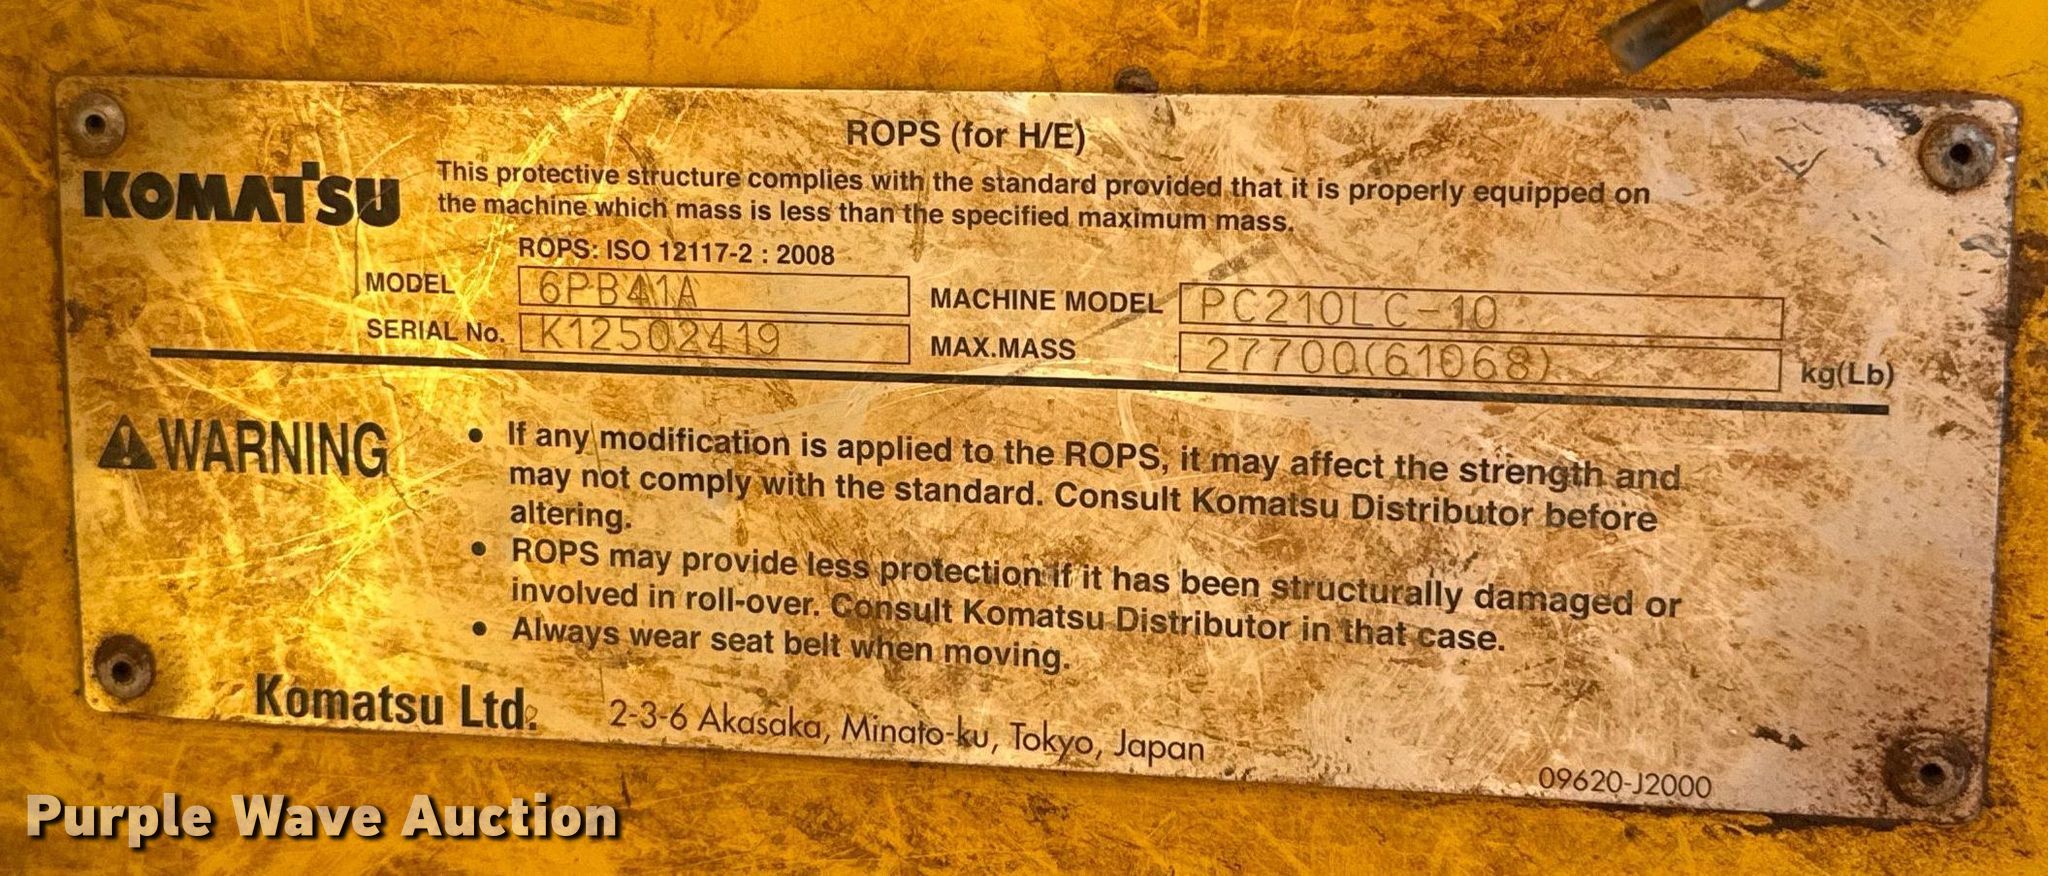 ROPS (for H/E)
KOMATSU
This protective structure complies with the standard provided that it is properly equipped on
the machine which mass is less than the specified maximum mass.
ROPS: ISO 12117-2 : 2008
MODEL 6PB41A MACHINE MODEL PC210LC-10
SERIAL No. K12502419 MAX.MASS 27700(61068) kg(Lb)
WARNING
• If any modification is applied to the ROPS, it may affect the strength and
may not comply with the standard. Consult Komatsu Distributor before
altering.
• ROPS may provide less protection if it has been structurally damaged or
involved in roll-over. Consult Komatsu Distributor in that case.
• Always wear seat belt when moving.
Komatsu Ltd. 2-3-6 Akasaka, Minato-ku, Tokyo, Japan
09620-J2000
Purple Wave Auction